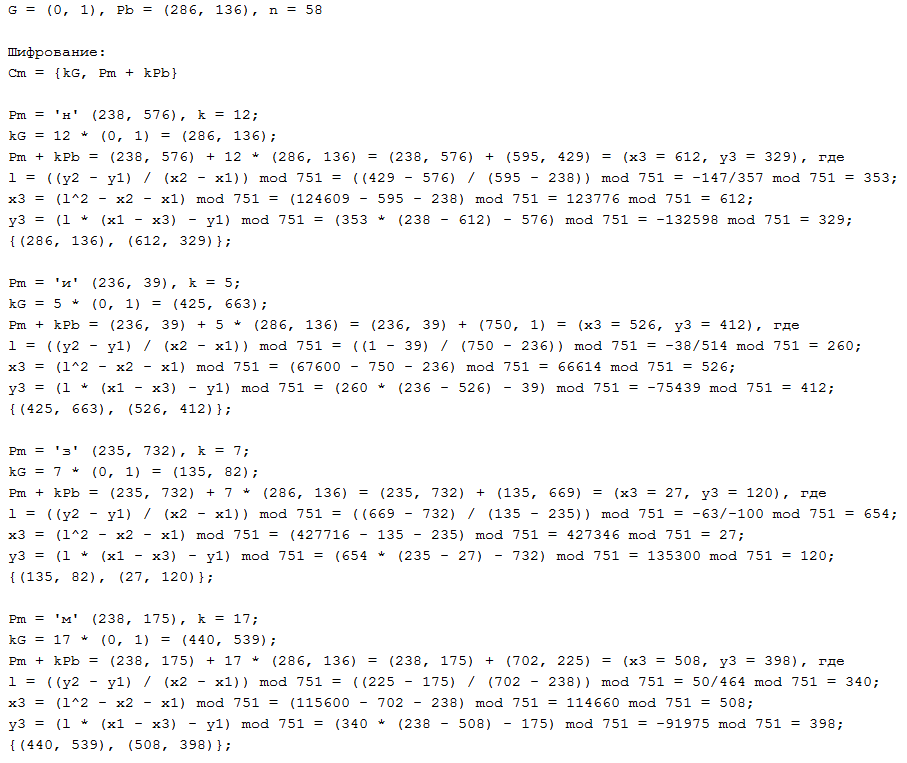 G = (0, 1), Pb = (286, 136), n = 58
Шифрование:
Cm = {kG, Pm + kPb}
Pm = 'н' (238, 576), k = 12;
kG = 12 * (0, 1) = (286, 136);
Pm + kPb = (238, 576) + 12 * (286, 136) = (238, 576) + (595, 429) = (x3 = 612, y3 = 329), где
l = ((y2 - y1) / (x2 - x1)) mod 751 = ((429 - 576) / (595 - 238)) mod 751 = -147/357 mod 751 = 353;
x3 = (l^2 - x2 - x1) mod 751 = (124609 - 595 - 238) mod 751 = 123776 mod 751 = 612;
y3 = (l * (x1 - x3) - y1) mod 751 = (353 * (238 - 612) - 576) mod 751 = -132598 mod 751 = 329;
{(286, 136), (612, 329)};
Pm = 'и' (236, 39), k = 5;
kG = 5 * (0, 1) = (425, 663);
Pm + kPb = (236, 39) + 5 * (286, 136) = (236, 39) + (750, 1) = (x3 = 526, y3 = 412), где
l = ((y2 - y1) / (x2 - x1)) mod 751 = ((1 - 39) / (750 - 236)) mod 751 = -38/514 mod 751 = 260;
x3 = (l^2 - x2 - x1) mod 751 = (67600 - 750 - 236) mod 751 = 66614 mod 751 = 526;
y3 = (l * (x1 - x3) - y1) mod 751 = (260 * (236 - 526) - 39) mod 751 = -75439 mod 751 = 412;
{(425, 663), (526, 412)};
Pm = 'з' (235, 732), k = 7;
kG = 7 * (0, 1) = (135, 82);
Pm + kPb = (235, 732) + 7 * (286, 136) = (235, 732) + (135, 669) = (x3 = 27, y3 = 120), где
l = ((y2 - y1) / (x2 - x1)) mod 751 = ((669 - 732) / (135 - 235)) mod 751 = -63/-100 mod 751 = 654;
x3 = (l^2 - x2 - x1) mod 751 = (427716 - 135 - 235) mod 751 = 427346 mod 751 = 27;
y3 = (l * (x1 - x3) - y1) mod 751 = (654 * (235 - 27) - 732) mod 751 = 135300 mod 751 = 120;
{(135, 82), (27, 120)};
Pm = 'м' (238, 175), k = 17;
kG = 17 * (0, 1) = (440, 539);
Pm + kPb = (238, 175) + 17 * (286, 136) = (238, 175) + (702, 225) = (x3 = 508, y3 = 398), где
l = ((y2 - y1) / (x2 - x1)) mod 751 = ((225 - 175) / (702 - 238)) mod 751 = 50/464 mod 751 = 340;
x3 = (l^2 - x2 - x1) mod 751 = (115600 - 702 - 238) mod 751 = 114660 mod 751 = 508;
y3 = (l * (x1 - x3) - y1) mod 751 = (340 * (238 - 508) - 175) mod 751 = -91975 mod 751 = 398;
{(440, 539), (508, 398)};